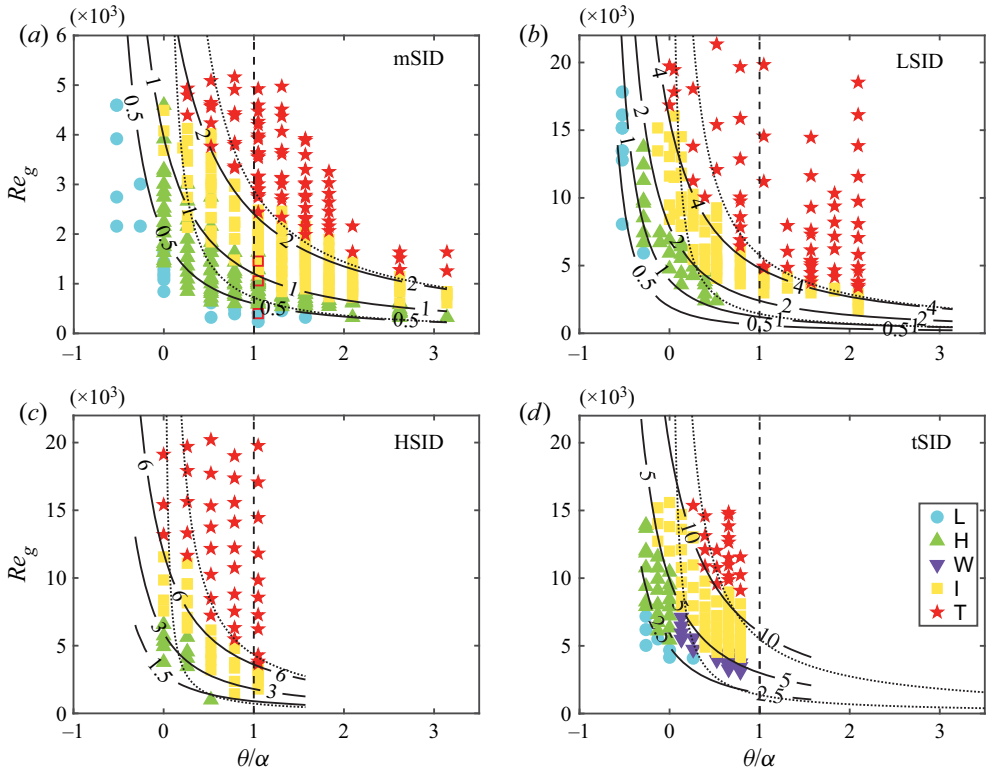 (×10³) (×10³)
(a) 6 mSID (b) LSID
20
5
4 15
Re_g 3
10
2
5
1
0 0
−1 0 1 2 3 −1 0 1 2 3
0.5 1 2 0.5 1 2 1 2 0.5 0.5
4 2 1 0.5 4 2 4 2 1 0.5 4 2 1
(×10³) (×10³)
(c) HSID (d) tSID
20 20
15 15
Re_g
10 10
5 5
0 0
−1 0 1 2 3 −1 0 1 2 3
θ/α θ/α
6 3 1.5 6 6 3
5 10 2.5 5 10 5 2.5
L
H
W
I
T